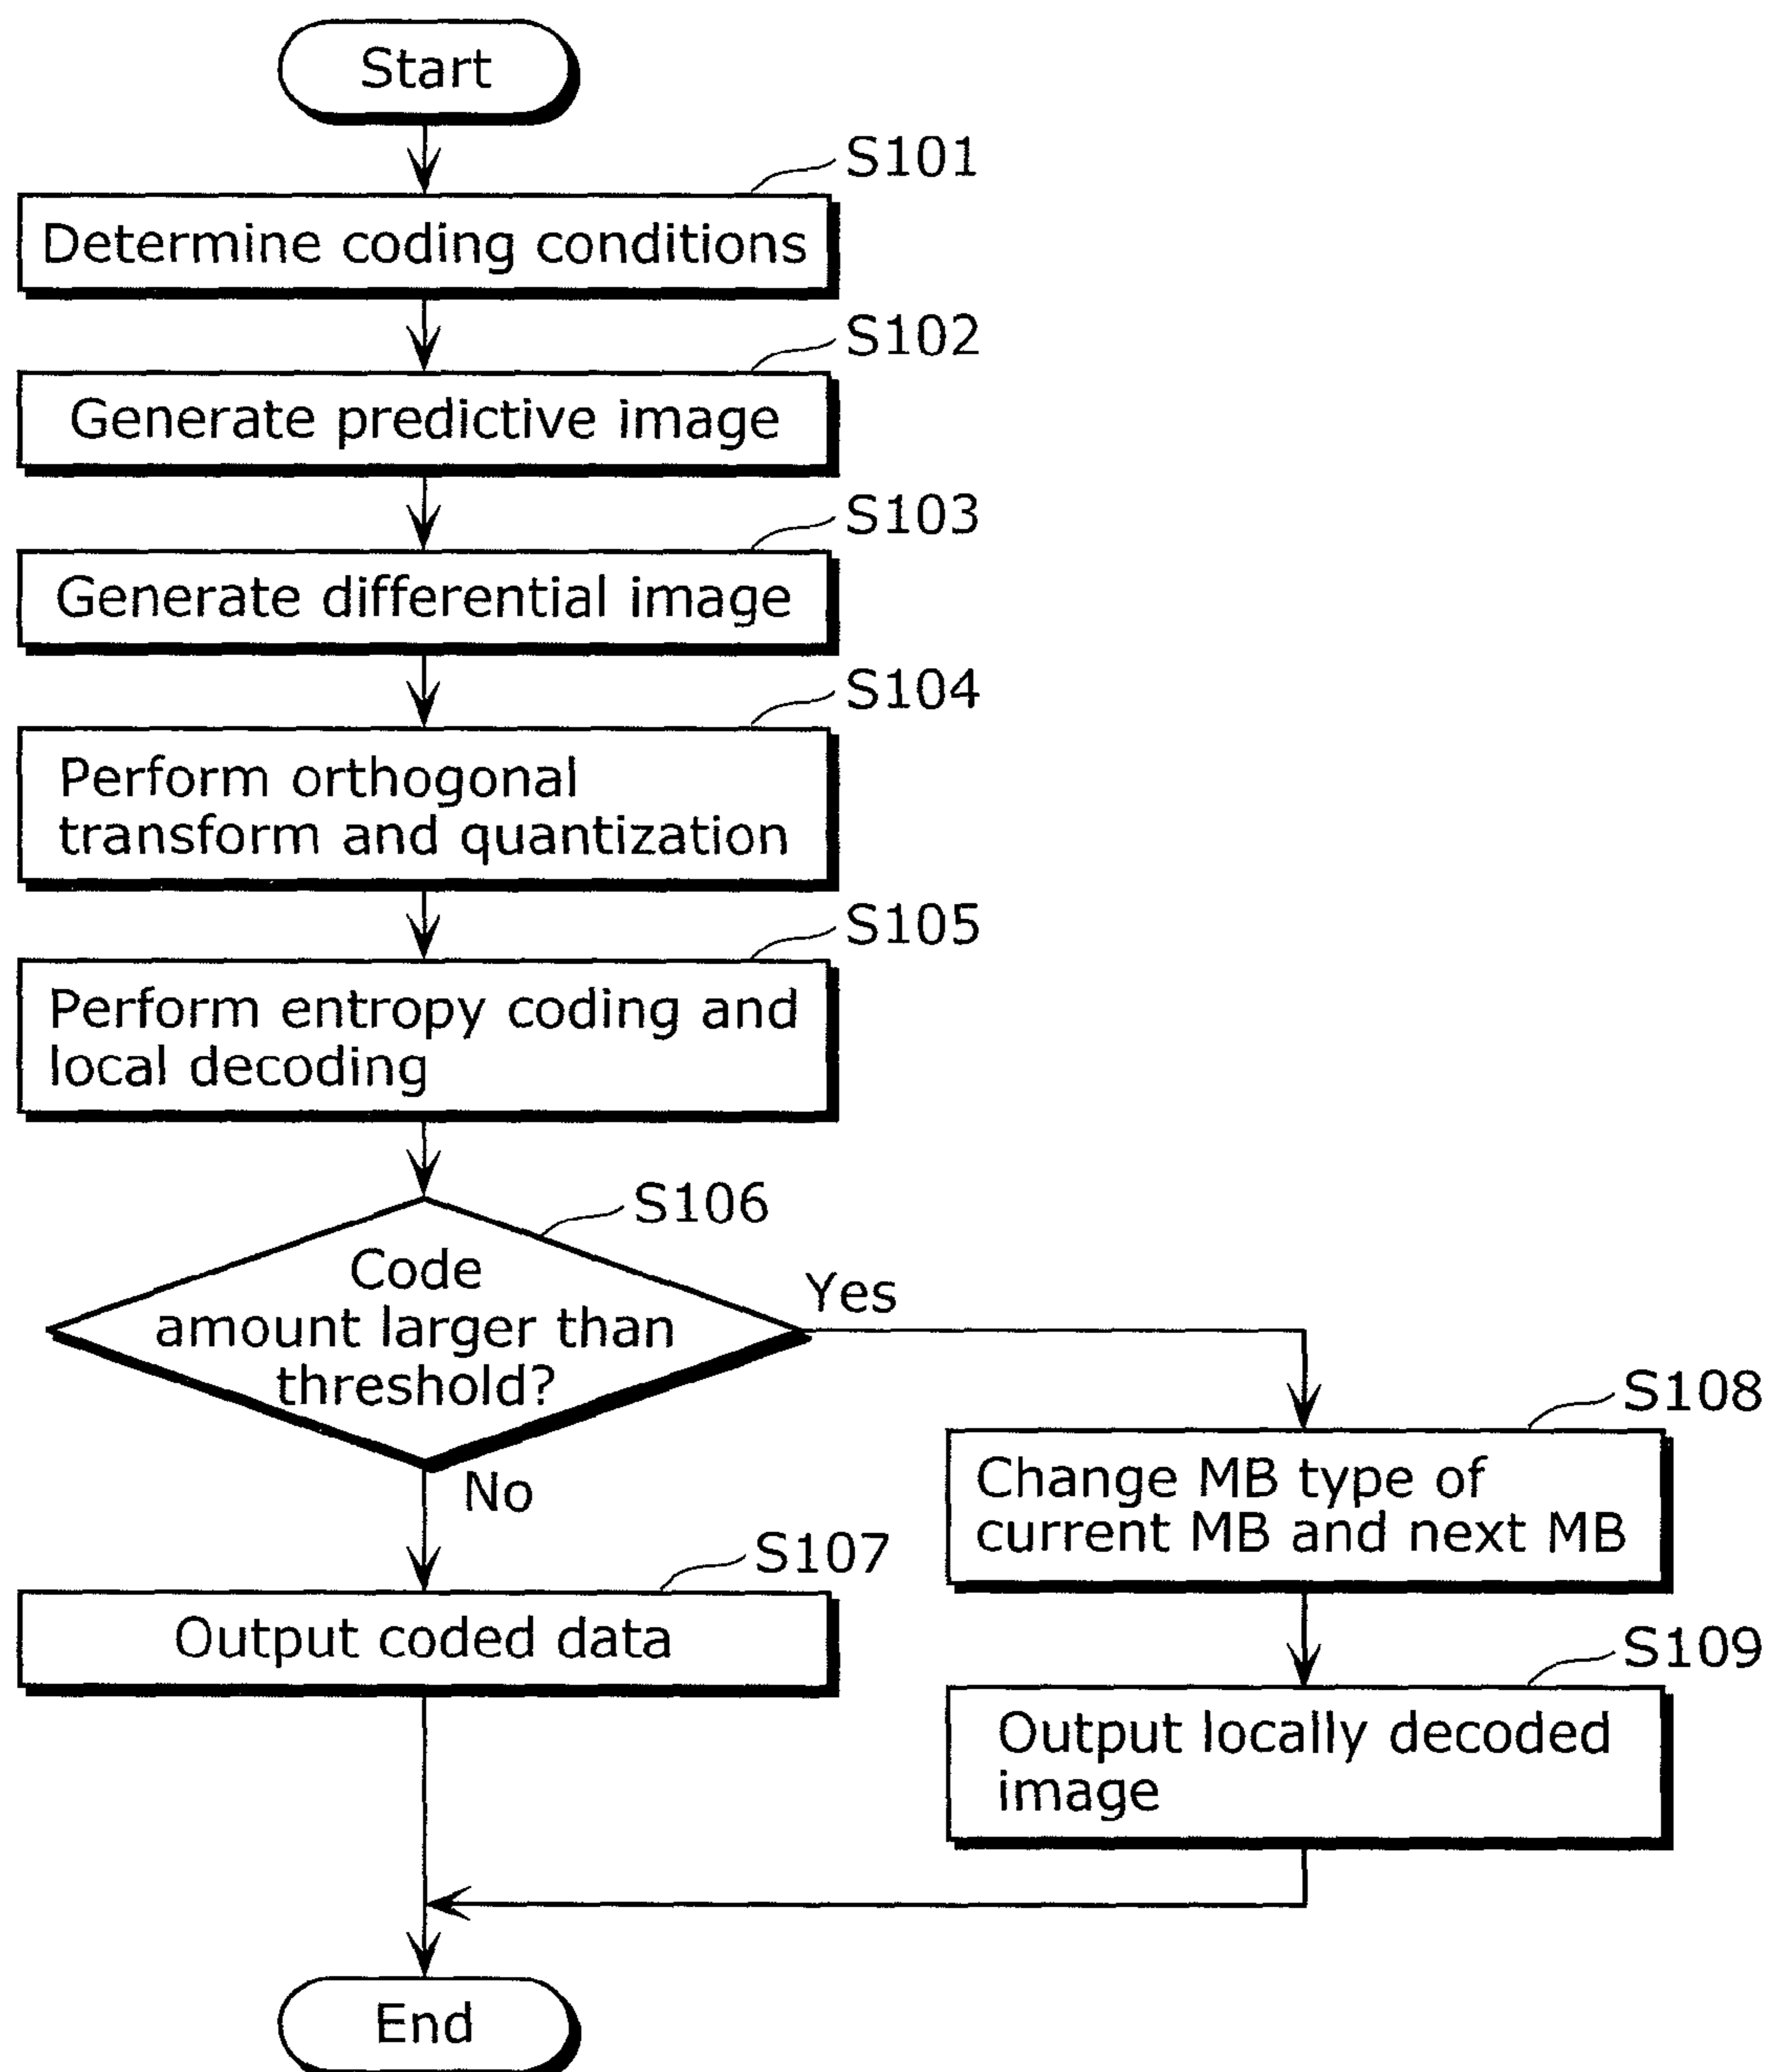 Start
S101
Determine coding conditions
S102
Generate predictive image
S103
Generate differential image
S104
Perform orthogonal
transform and quantization
S105
Perform entropy coding and
local decoding
S106
Code
amount larger than
threshold?
Yes
No
S107
Output coded data
S108
Change MB type of
current MB and next MB
S109
Output locally decoded
image
End